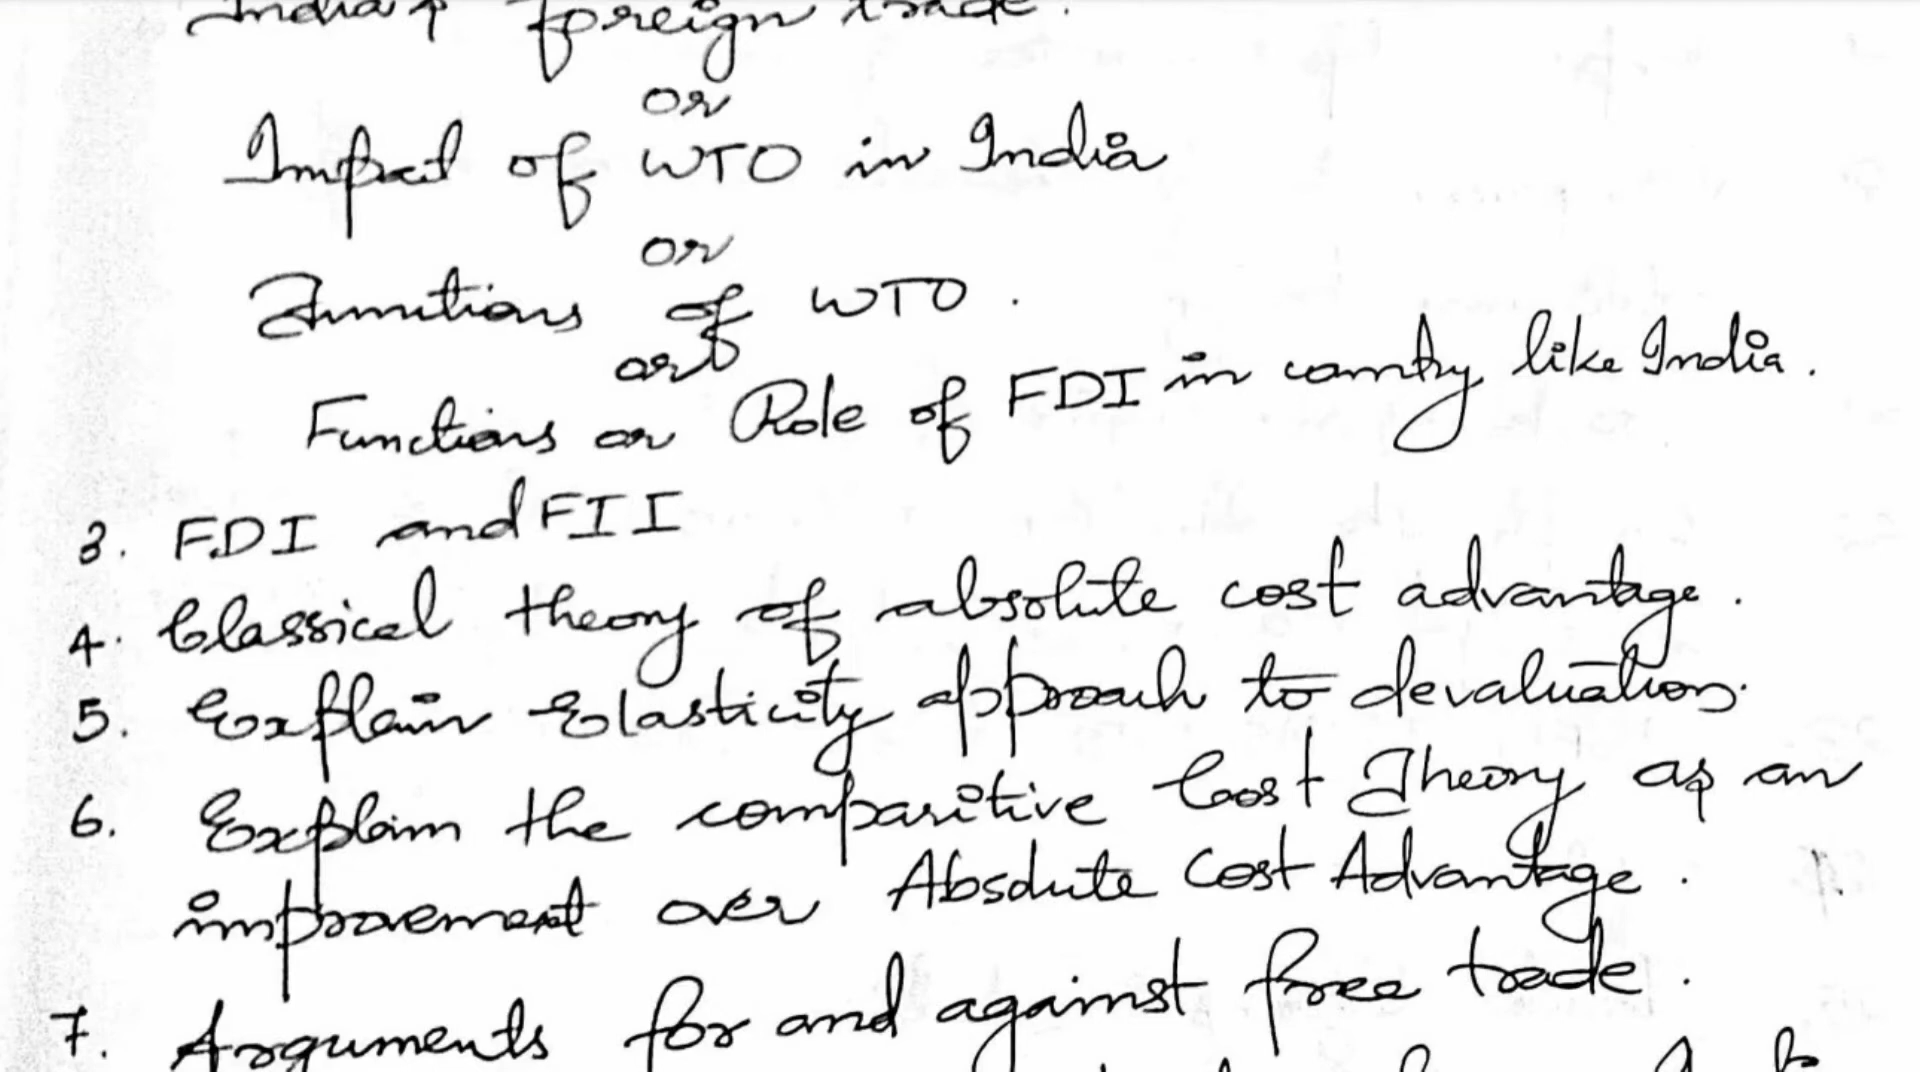 India's foreign trade.
or
Impact of WTO in India
or
Functions of WTO.
or
Functions or Role of FDI in country like India.
3. FDI and FII
4. Classical theory of absolute cost advantage.
5. Explain Elasticity approach to devaluation.
6. Explain the comparitive Cost Theory as an
improvement over Absolute Cost Advantage.
7. Arguments for and against free trade.